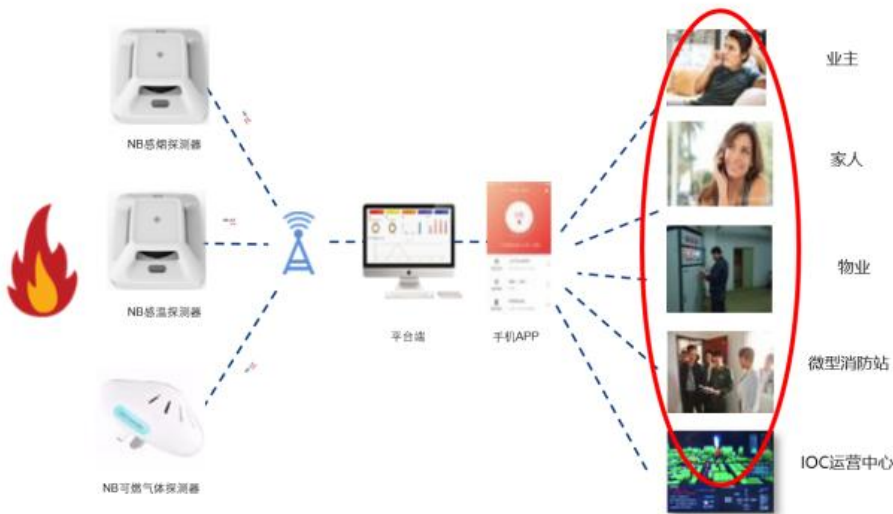 NB感烟探测器
NB感温探测器
NB可燃气体探测器
平台端
手机APP
业主
家人
物业
微型消防站
IOC运营中心